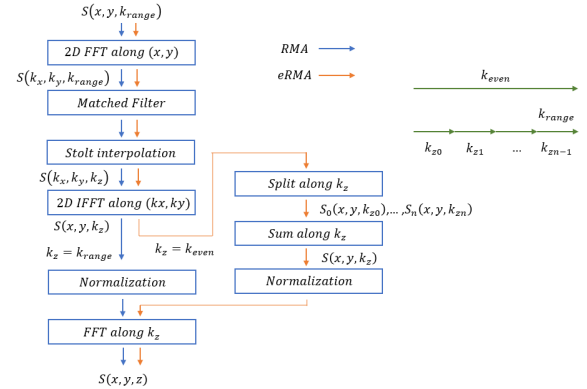 S(x, y, k_range)
2D FFT along (x, y)
S(k_x, k_y, k_range)
Matched Filter
Stolt interpolation
S(k_x, k_y, k_z)
2D IFFT along (kx, ky)
S(x, y, k_z)
k_z = k_range
k_z = k_even
Normalization
FFT along k_z
S(x, y, z)
RMA
eRMA
Split along k_z
S_0(x, y, k_z0), … , S_n(x, y, k_zn)
Sum along k_z
S(x, y, k_z)
Normalization
k_even
k_range
k_z0 k_z1 … k_zn−1